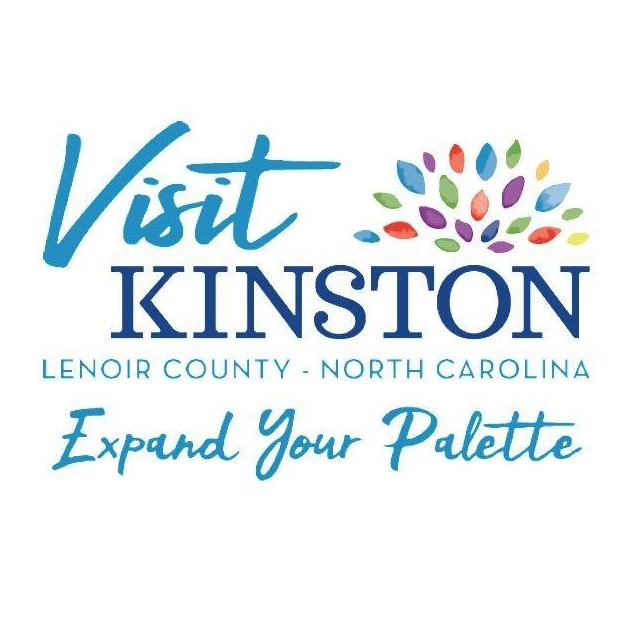 Visit
KINSTON
LENOIR COUNTY - NORTH CAROLINA
Expand Your Palette